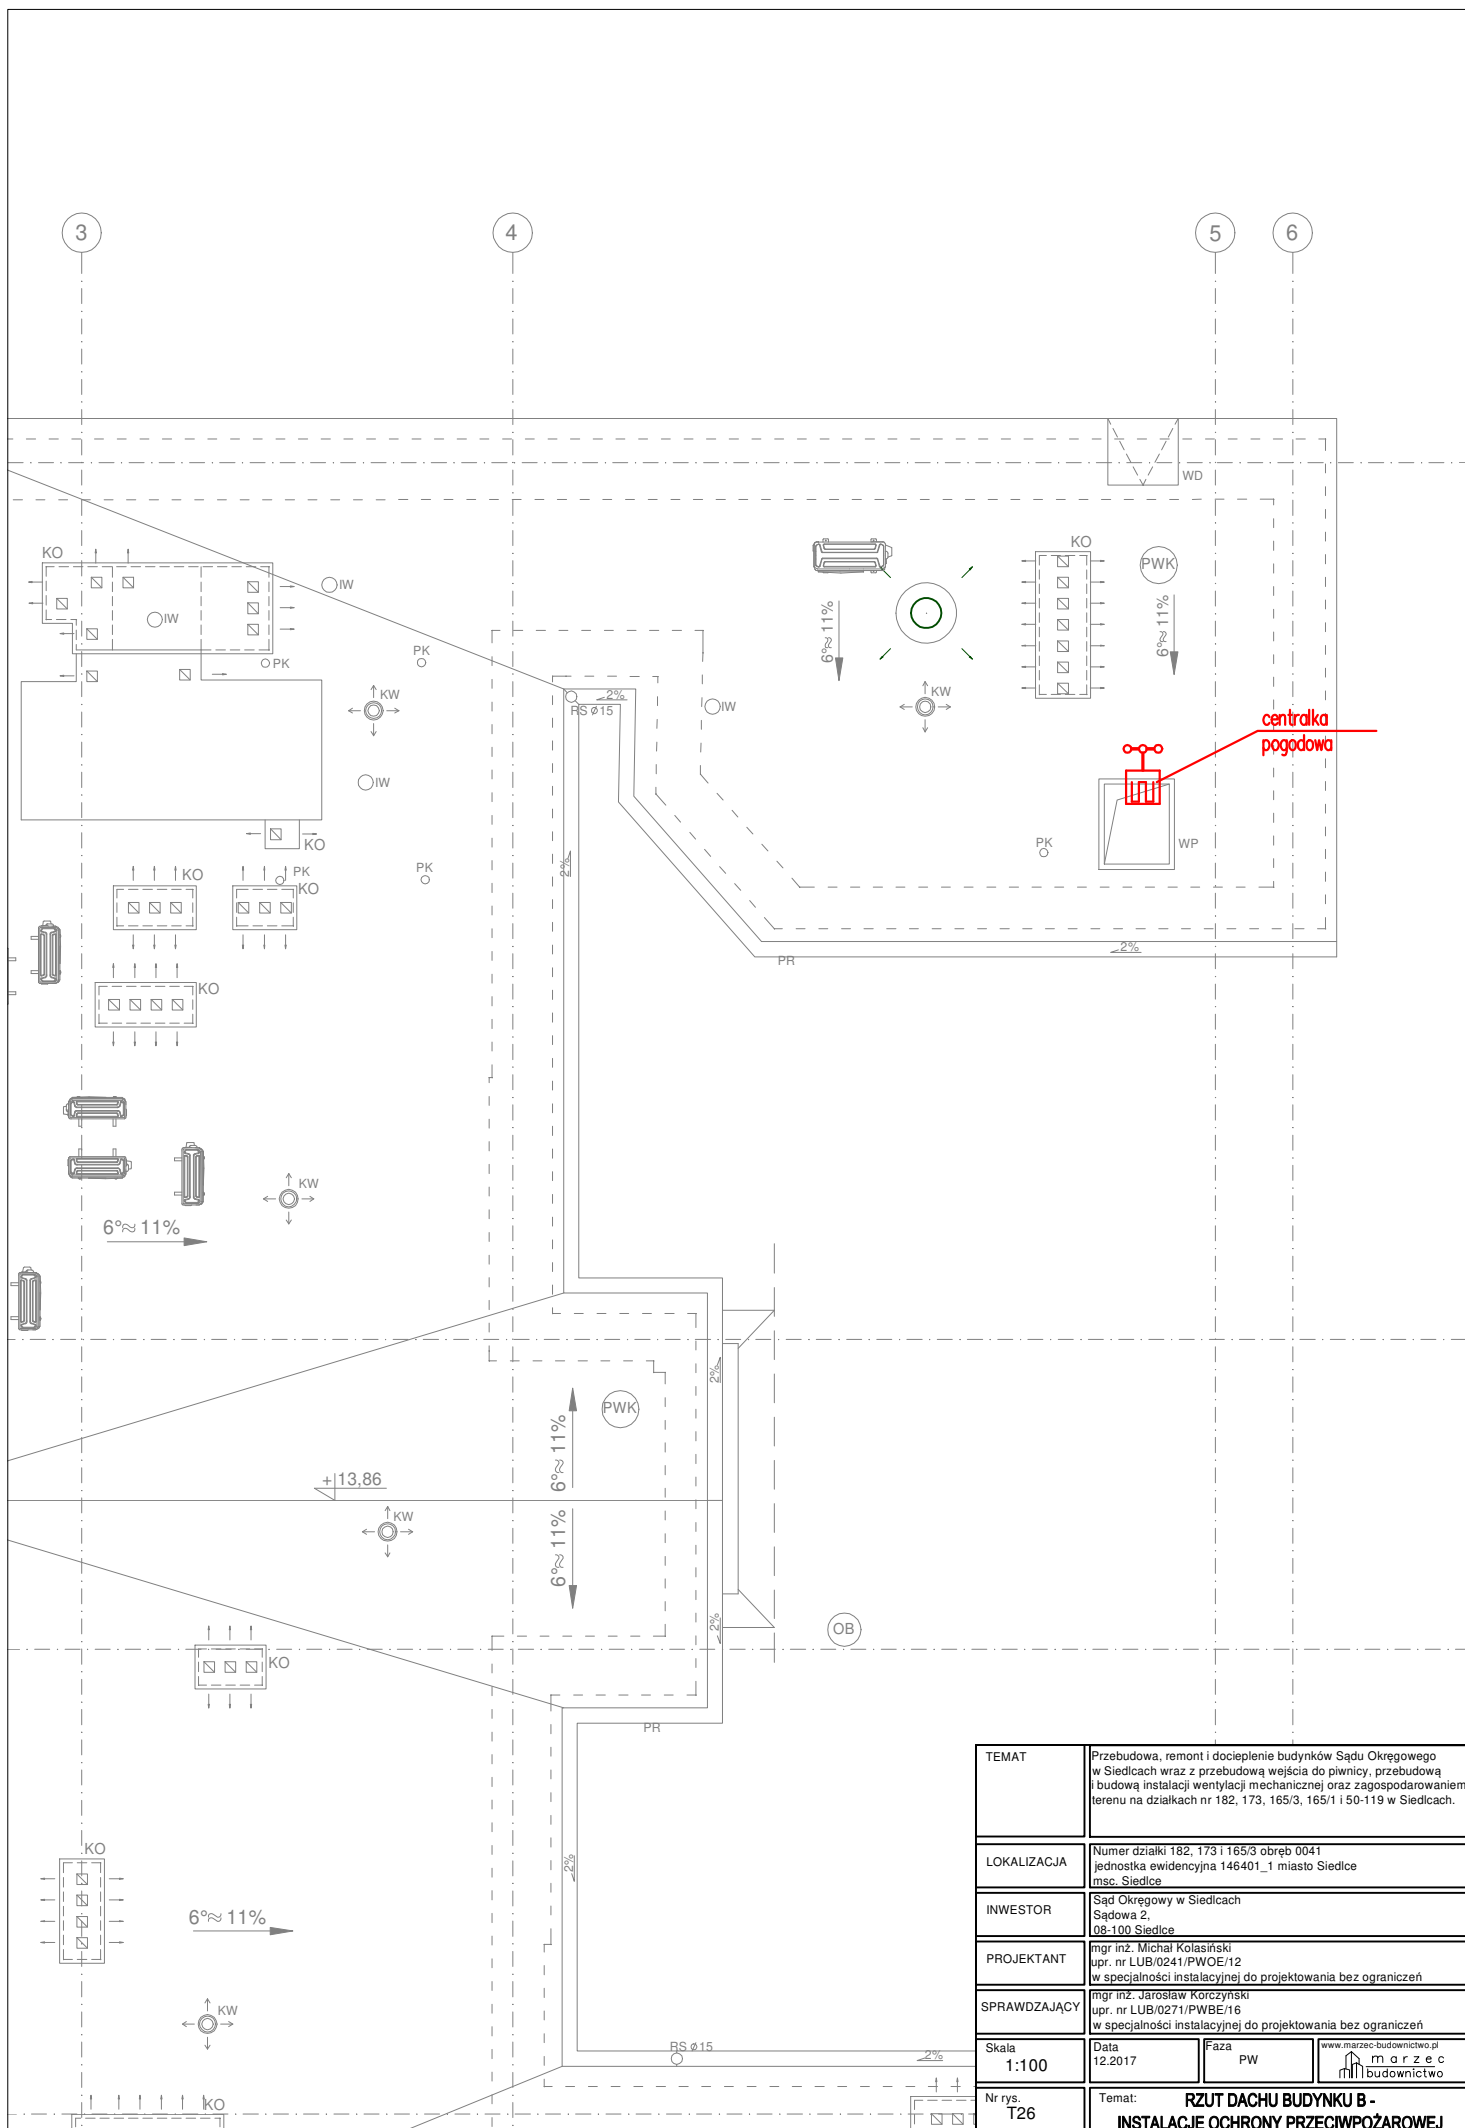 3
4
5
6
WD
KO
IW
IW
PK
PK
KW
RS ø15
2%
IW
6°≈ 11%
KO
PWK
6°≈ 11%
KW
centralka
pogodowa
IW
KO
2%
PK
WP
PK
KO
PK
KO
KO
PR
2%
KW
6°≈ 11%
2%
PWK
6°≈ 11%
+13,86
KW
6°≈ 11%
2%
OB
KO
PR
KO
2%
6°≈ 11%
KW
RS ø15
2%
KO
TEMAT
Przebudowa, remont i docieplenie budynków Sądu Okręgowego
w Siedlcach wraz z przebudową wejścia do piwnicy, przebudową
i budową instalacji wentylacji mechanicznej oraz zagospodarowaniem
terenu na działkach nr 182, 173, 165/3, 165/1 i 50-119 w Siedlcach.
LOKALIZACJA
Numer działki 182, 173 i 165/3 obręb 0041
jednostka ewidencyjna 146401_1 miasto Siedlce
msc. Siedlce
INWESTOR
Sąd Okręgowy w Siedlcach
Sądowa 2,
08-100 Siedlce
PROJEKTANT
mgr inż. Michał Kolasiński
upr. nr LUB/0241/PWOE/12
w specjalności instalacyjnej do projektowania bez ograniczeń
SPRAWDZAJĄCY
mgr inż. Jarosław Korczyński
upr. nr LUB/0271/PWBE/16
w specjalności instalacyjnej do projektowania bez ograniczeń
Skala
1:100
Data
12.2017
Faza
PW
www.marzec-budownictwo.pl
marzec
budownictwo
Nr rys.
T26
Temat:
RZUT DACHU BUDYNKU B -
INSTALACJE OCHRONY PRZECIWPOŻAROWEJ